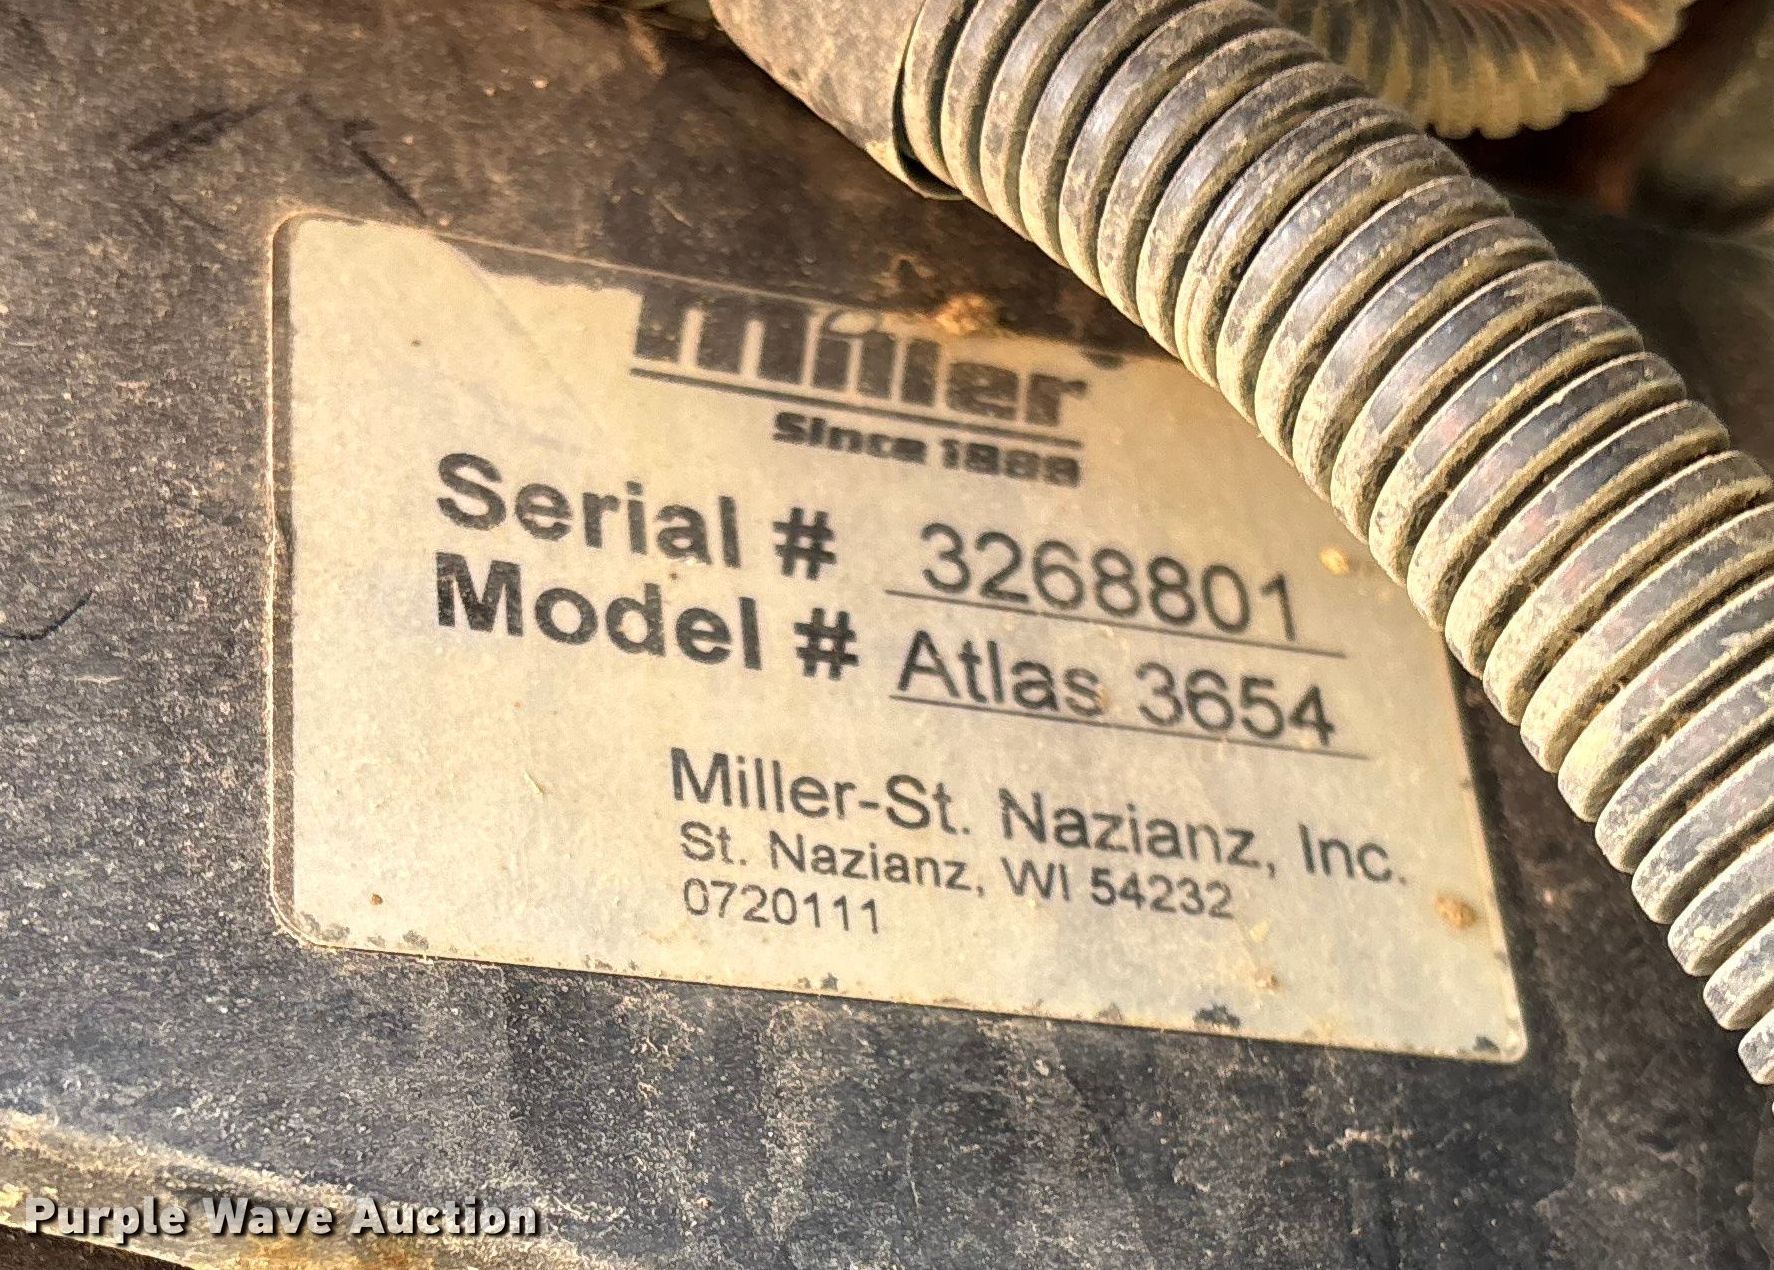 miller
Since 1888
Serial # 3268801
Model # Atlas 3654
Miller-St. Nazianz, Inc.
St. Nazianz, WI 54232
0720111
Purple Wave Auction